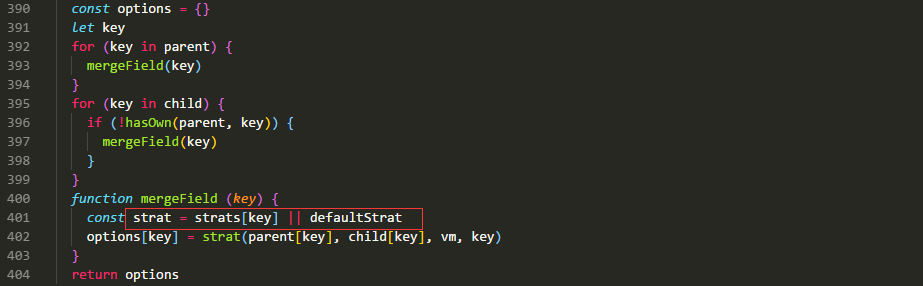 390 const options = {}
391 let key
392 for (key in parent) {
393 mergeField(key)
394 }
395 for (key in child) {
396 if (!hasOwn(parent, key)) {
397 mergeField(key)
398 }
399 }
400 function mergeField (key) {
401 const strat = strats[key] || defaultStrat
402 options[key] = strat(parent[key], child[key], vm, key)
403 }
404 return options